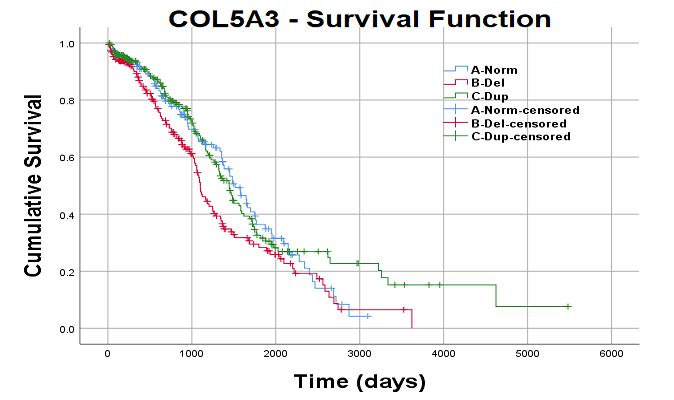 COL5A3 - Survival Function
Cumulative Survival
1.0
0.8
0.6
0.4
0.2
0.0
A-Norm
B-Del
C-Dup
A-Norm-censored
B-Del-censored
C-Dup-censored
0 1000 2000 3000 4000 5000 6000
Time (days)